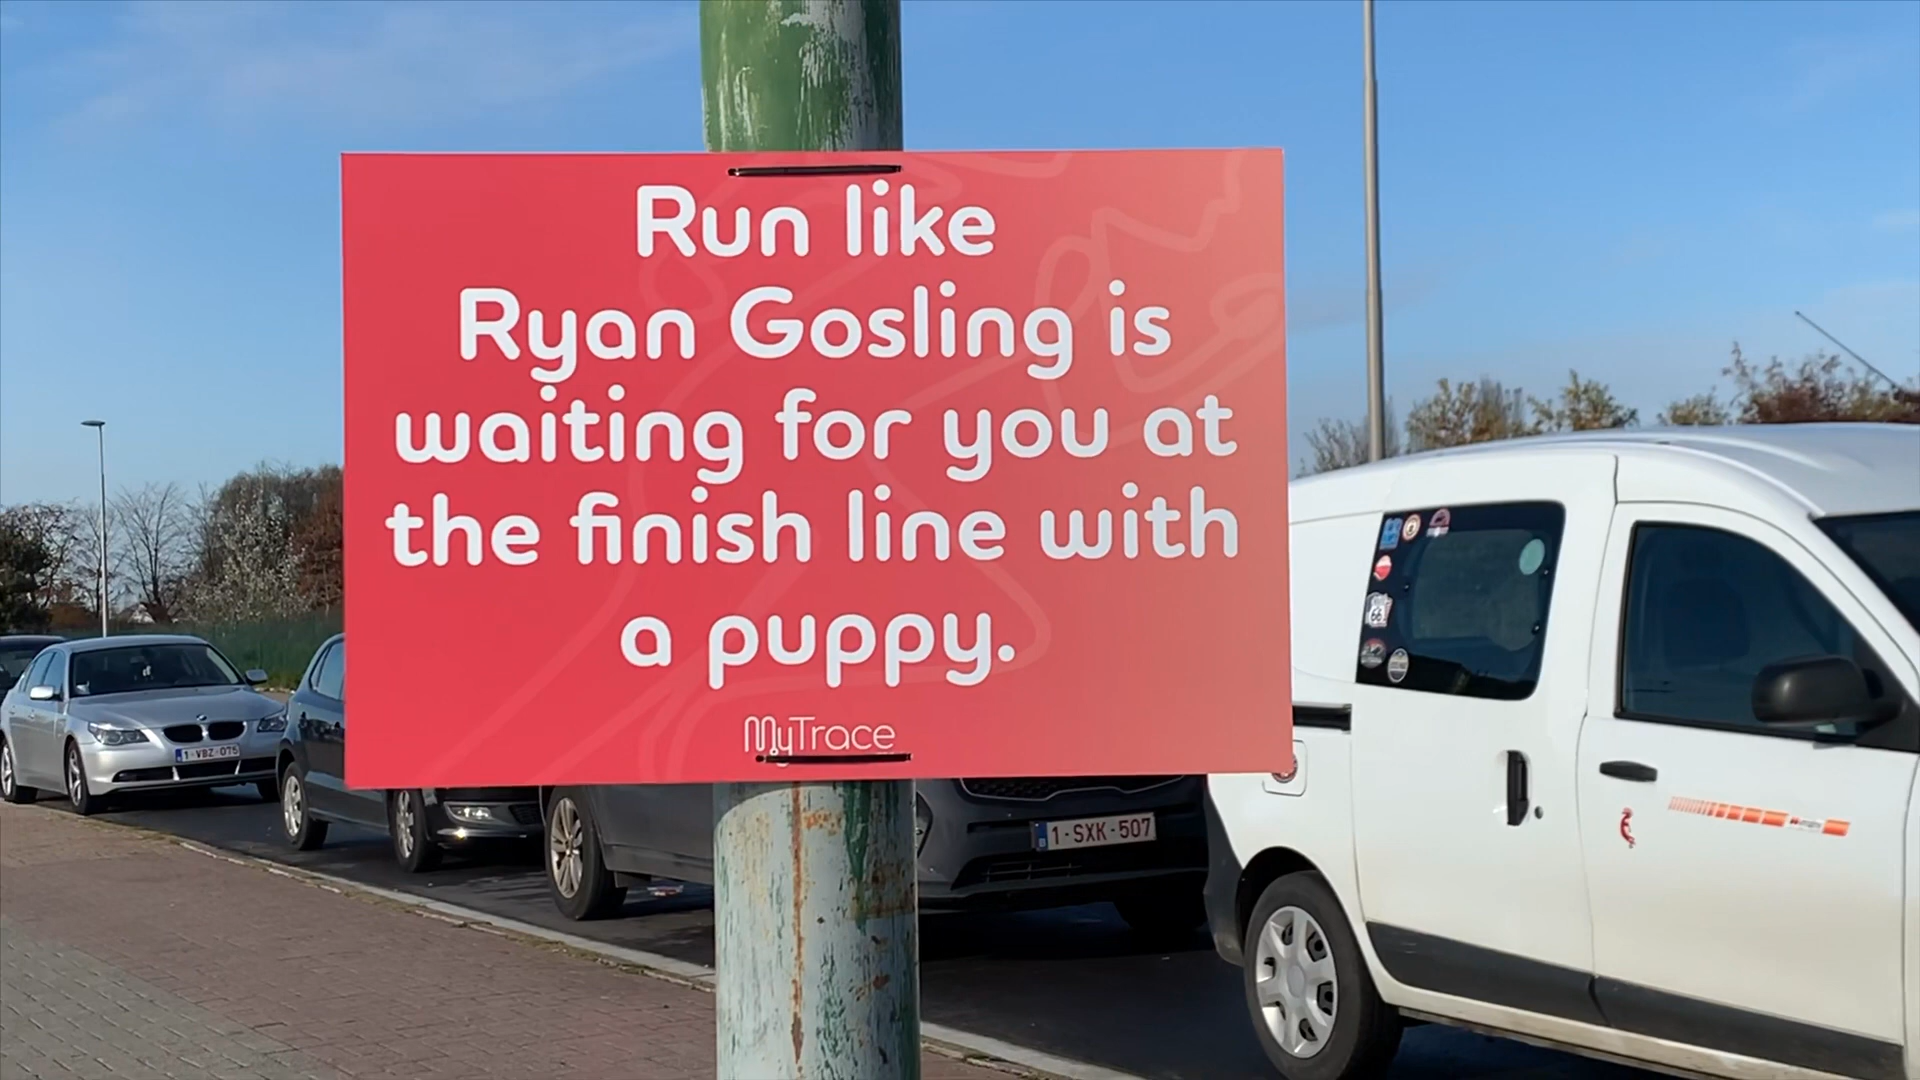 Run like
Ryan Gosling is
waiting for you at
the finish line with
a puppy.
MyTrace
1-VBZ-075
1-SXK-507
66